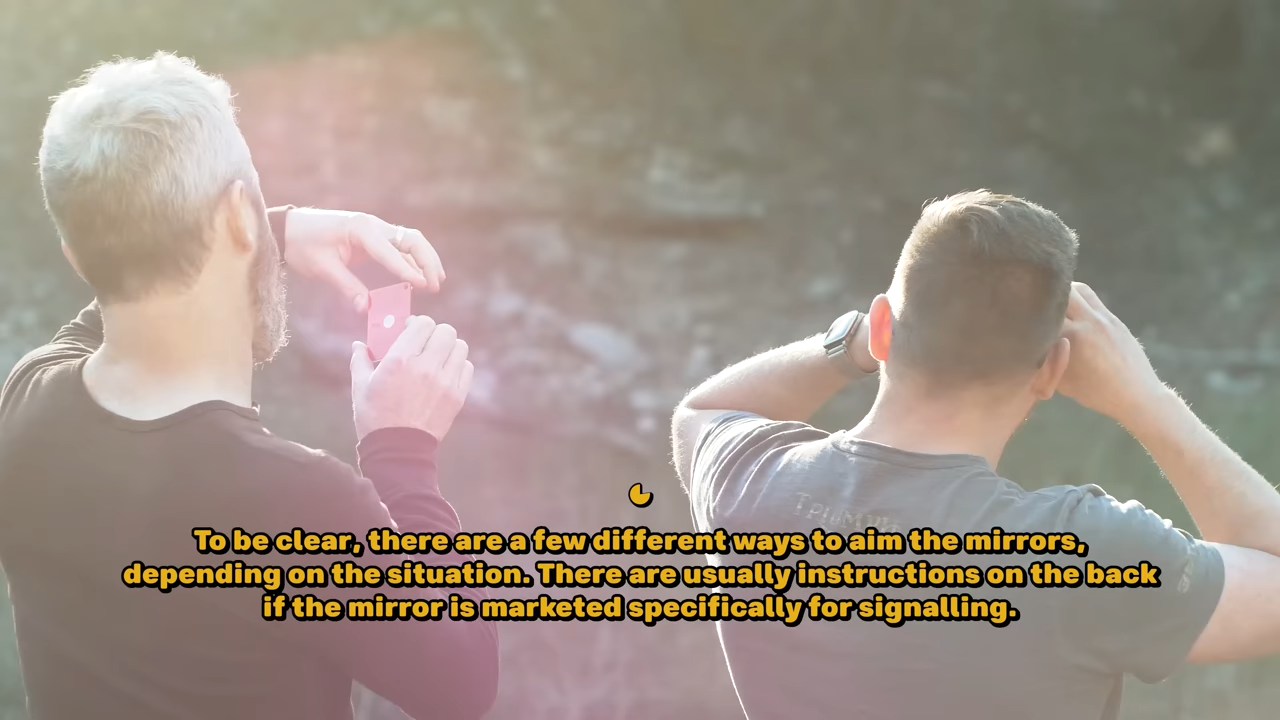 To be clear, there are a few different ways to aim the mirrors,
depending on the situation. There are usually instructions on the back
if the mirror is marketed specifically for signalling.